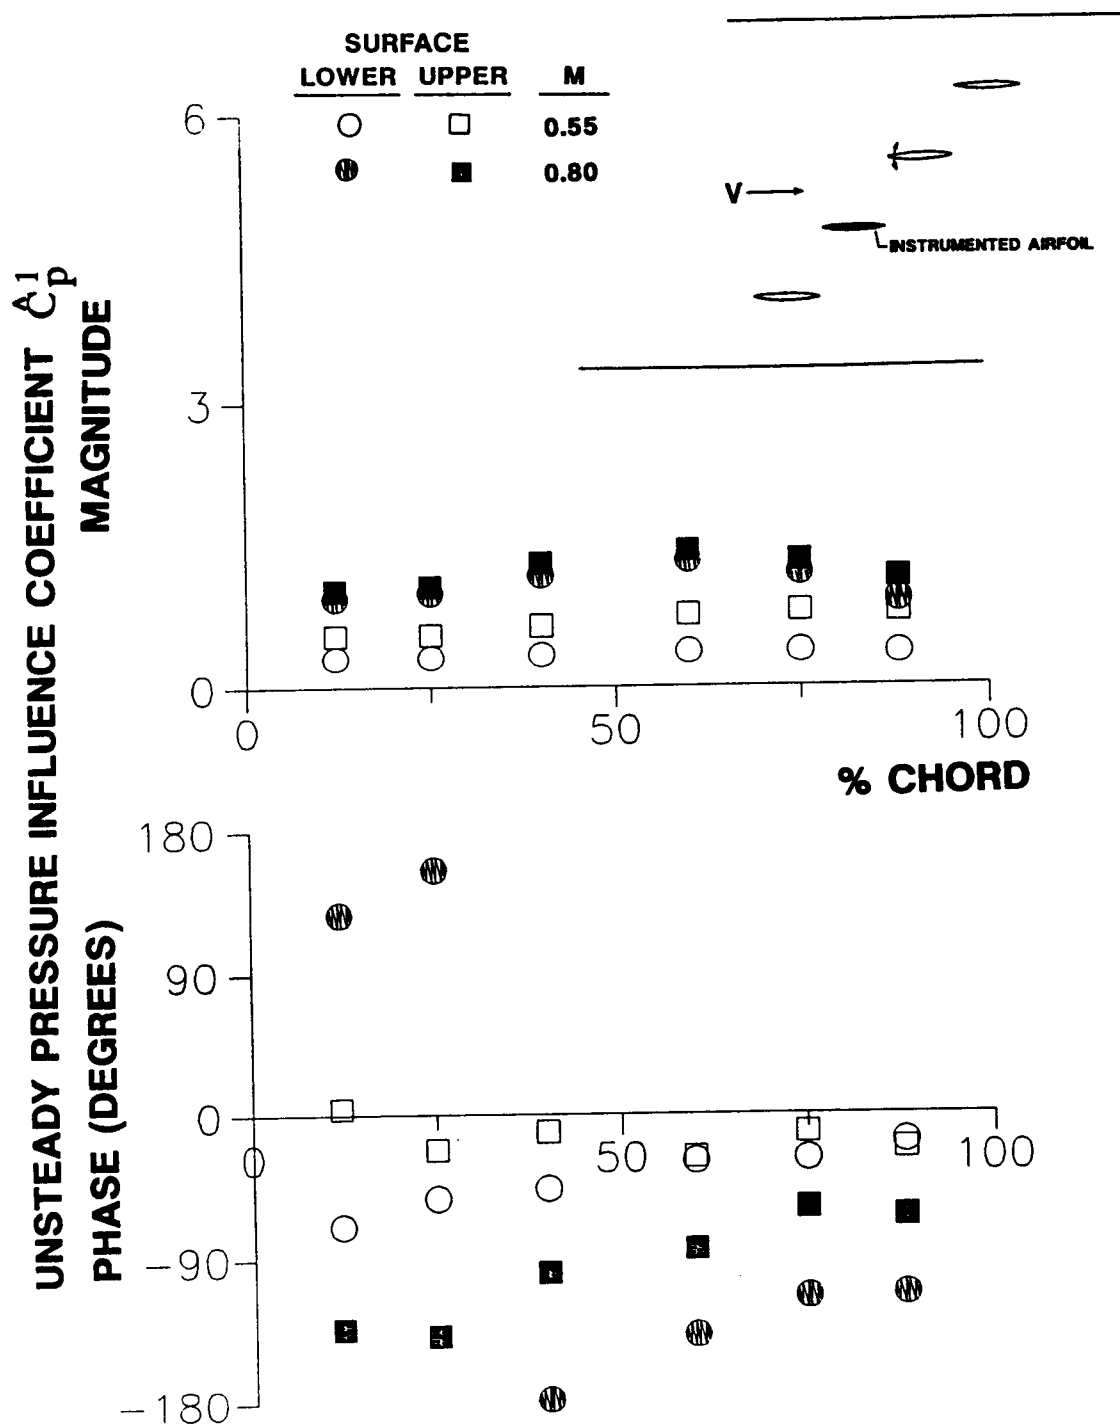 SURFACE
LOWER UPPER M
0.55
0.80
V
INSTRUMENTED AIRFOIL
UNSTEADY PRESSURE INFLUENCE COEFFICIENT Ĉp1
MAGNITUDE
6
3
0
0 50 100
% CHORD
PHASE (DEGREES)
180
90
0
-90
-180
0 50 100